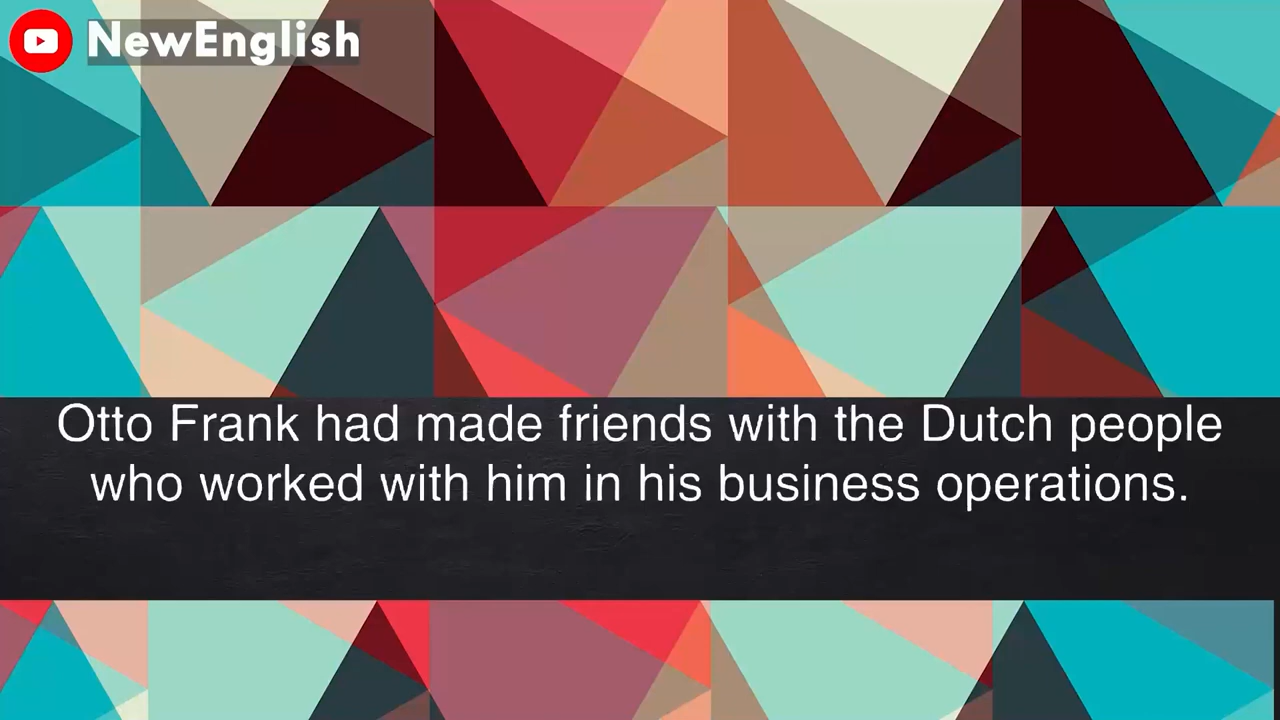 NewEnglish
Otto Frank had made friends with the Dutch people
who worked with him in his business operations.